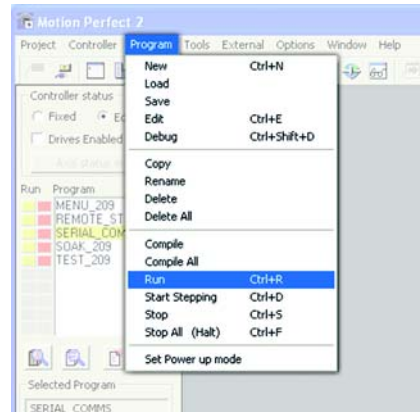 Motion Perfect 2
Project Controller Program Tools External Options Window Help
New Ctrl+N
Load
Save
Edit Ctrl+E
Debug Ctrl+Shift+D
Copy
Rename
Delete
Delete All
Compile
Compile All
Run Ctrl+R
Start Stepping Ctrl+D
Stop Ctrl+S
Stop All (Halt) Ctrl+F
Set Power up mode
Controller status
Fixed
Drives Enabled
Run Program
MENU_209
REMOTE_ST
SERIAL_COM
SOAK_209
TEST_209
Selected Program
SERIAL_COMMS